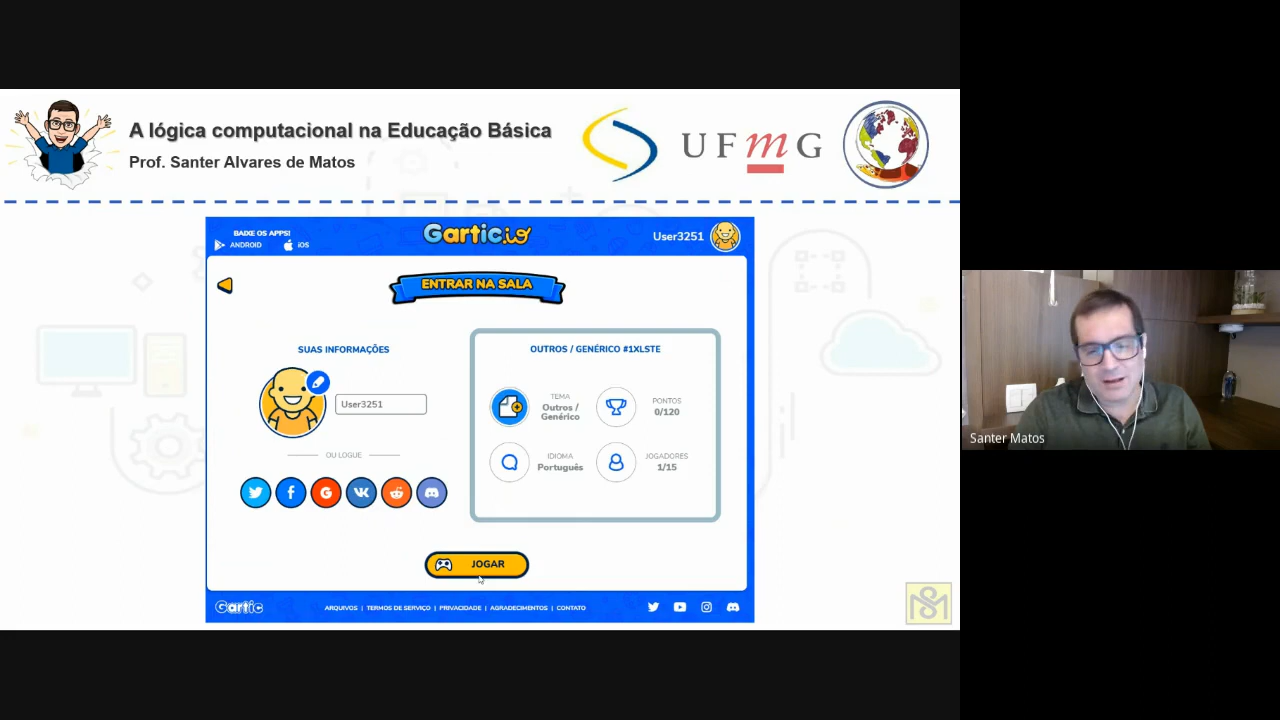 A lógica computacional na Educação Básica
Prof. Santer Alvares de Matos
UFmG
BAIXE OS APPS!
ANDROID
iOS
Gartic.io
User3251
ENTRAR NA SALA
SUAS INFORMAÇÕES
User3251
OU LOGUE
OUTROS / GENÉRICO #1XLSTE
TEMA
Outros /
Genérico
PONTOS
0/120
IDIOMA
Português
JOGADORES
1/15
JOGAR
Gartic
ARQUIVOS | TERMOS DE SERVIÇO | PRIVACIDADE | AGRADECIMENTOS | CONTATO
Santer Matos